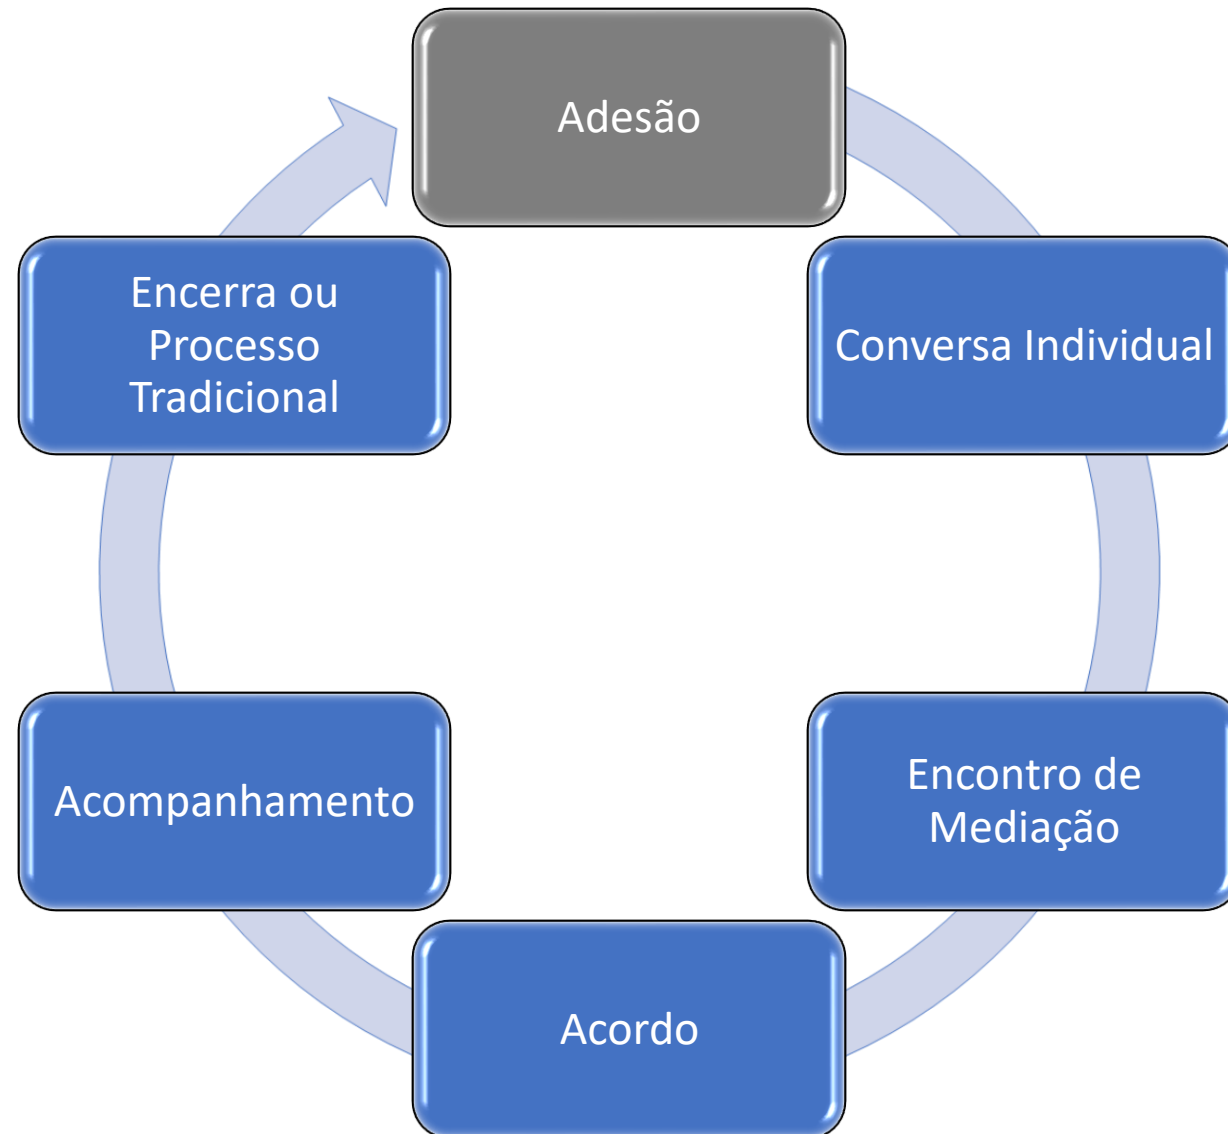 Adesão
Conversa Individual
Encontro de
Mediação
Acordo
Acompanhamento
Encerra ou
Processo
Tradicional